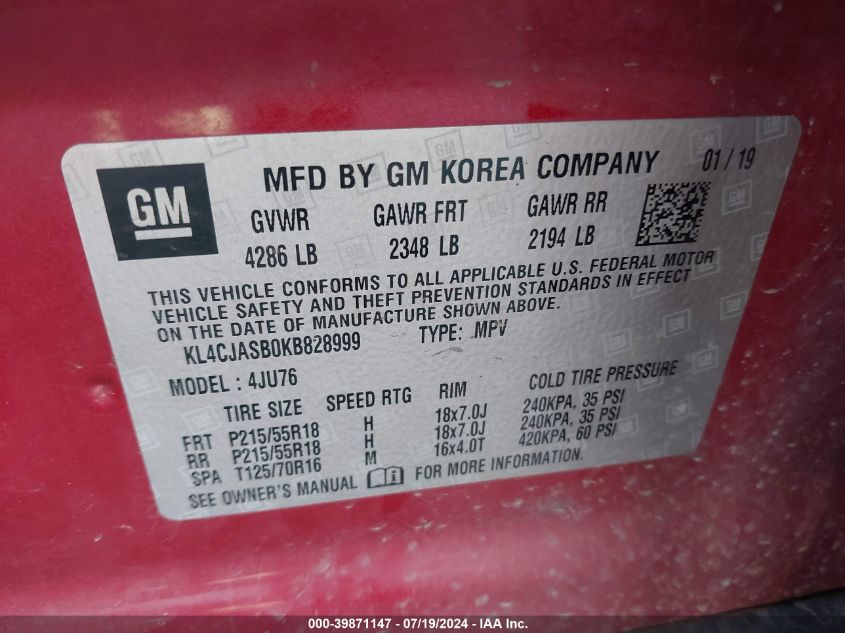 GM
MFD BY GM KOREA COMPANY 01/19
GVWR GAWR FRT GAWR RR
4286 LB 2348 LB 2194 LB
THIS VEHICLE CONFORMS TO ALL APPLICABLE U.S. FEDERAL MOTOR
VEHICLE SAFETY AND THEFT PREVENTION STANDARDS IN EFFECT
ON THE DATE OF MANUFACTURE SHOWN ABOVE.
KL4CJASB0KB828999 TYPE: MPV
MODEL: 4JU76
TIRE SIZE SPEED RTG RIM COLD TIRE PRESSURE
FRT P215/55R18 H 18x7.0J 240KPA, 35 PSI
RR P215/55R18 H 18x7.0J 240KPA, 35 PSI
SPA T125/70R16 M 16x4.0T 420KPA, 60 PSI
SEE OWNER'S MANUAL FOR MORE INFORMATION.
000-39871147 - 07/19/2024 - IAA Inc.